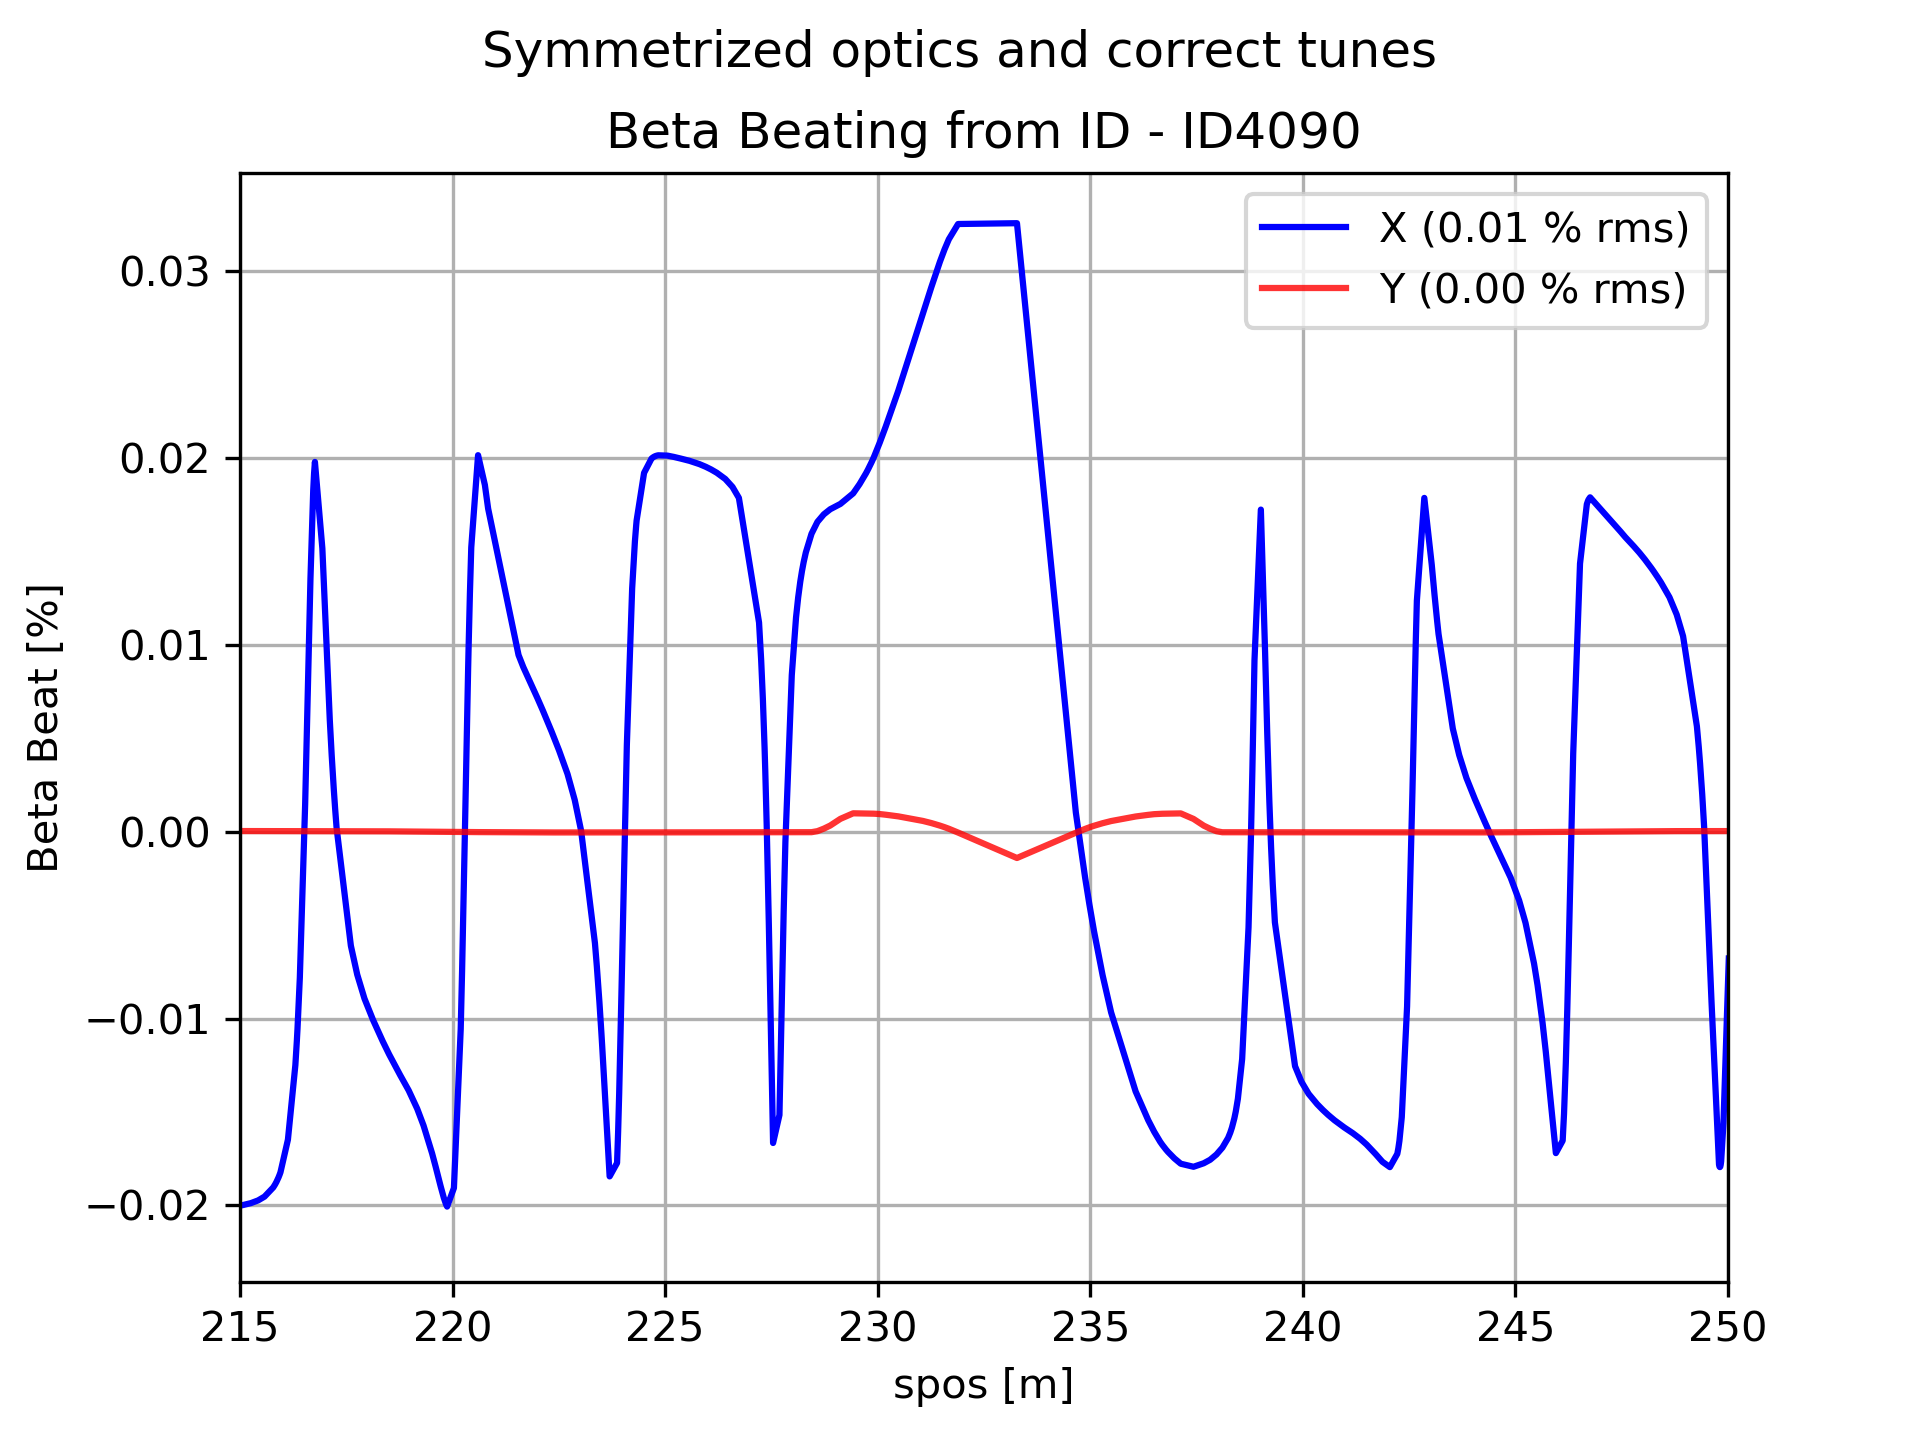 Symmetrized optics and correct tunes
Beta Beating from ID - ID4090
X (0.01 % rms)
Y (0.00 % rms)
Beta Beat [%]
0.03
0.02
0.01
0.00
−0.01
−0.02
215 220 225 230 235 240 245 250
spos [m]